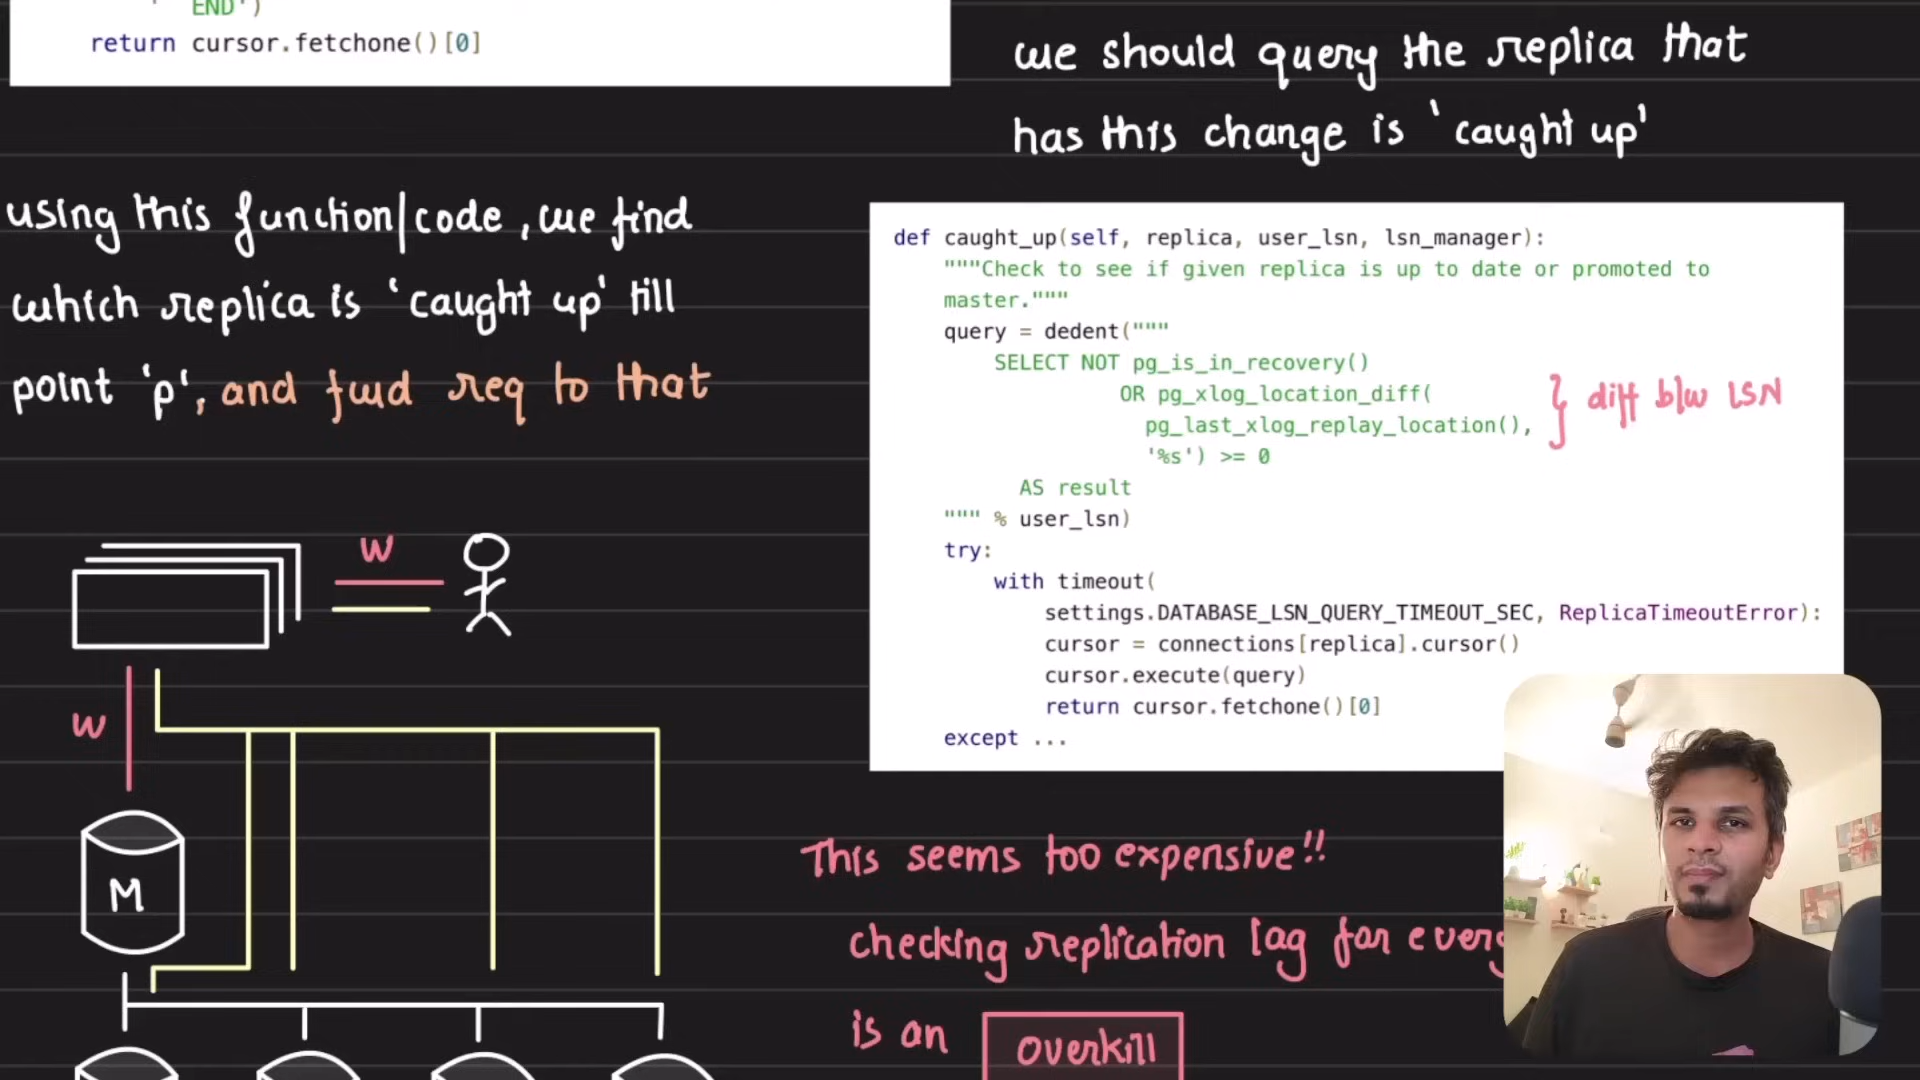 END')
return cursor.fetchone()[0]
we should query the replica that
has this change is 'caught up'
using this function/code, we find
which replica is 'caught up' till
point 'p', and fwd req to that
def caught_up(self, replica, user_lsn, lsn_manager):
"""Check to see if given replica is up to date or promoted to
master."""
query = dedent("""
SELECT NOT pg_is_in_recovery()
OR pg_xlog_location_diff(
pg_last_xlog_replay_location(),
'%s') >= 0
AS result
""" % user_lsn)
try:
with timeout(
settings.DATABASE_LSN_QUERY_TIMEOUT_SEC, ReplicaTimeoutError):
cursor = connections[replica].cursor()
cursor.execute(query)
return cursor.fetchone()[0]
except ...
} diff b/w LSN
W
W
M
This seems too expensive!!
checking replication lag for every
is an overkill